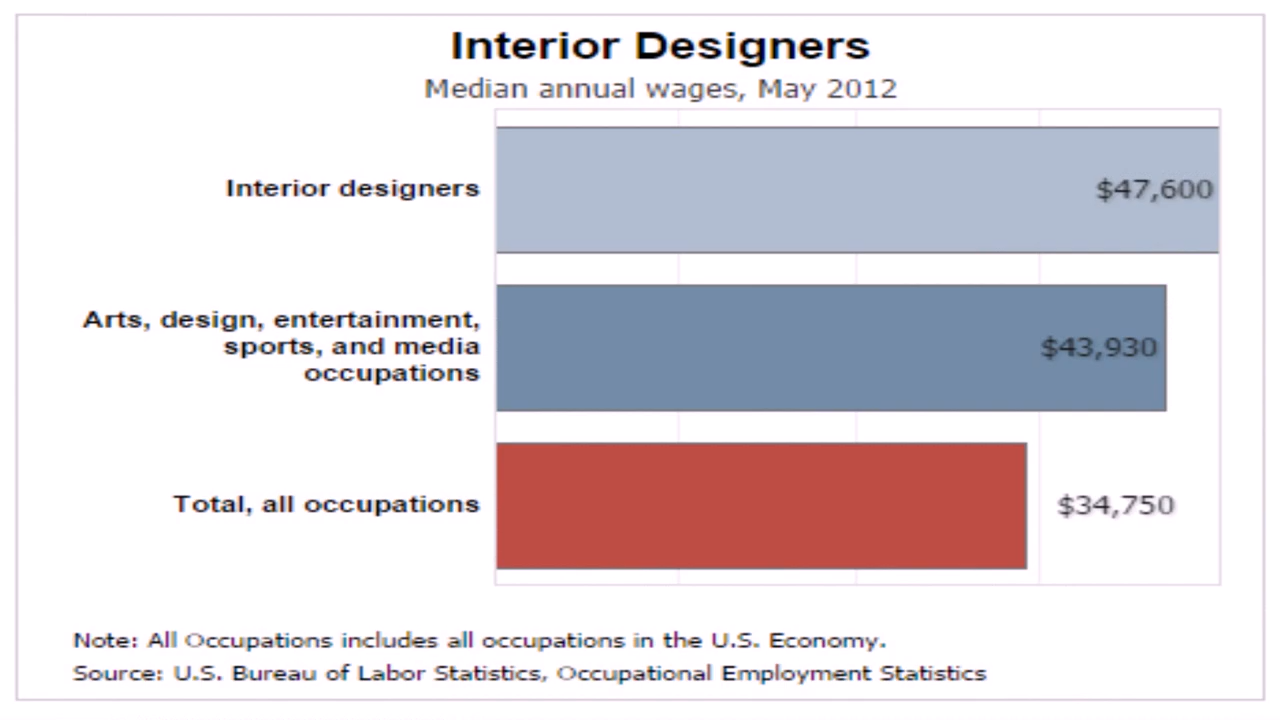 Interior Designers
Median annual wages, May 2012
Interior designers
$47,600
Arts, design, entertainment,
sports, and media
occupations
$43,930
Total, all occupations
$34,750
Note: All Occupations includes all occupations in the U.S. Economy.
Source: U.S. Bureau of Labor Statistics, Occupational Employment Statistics